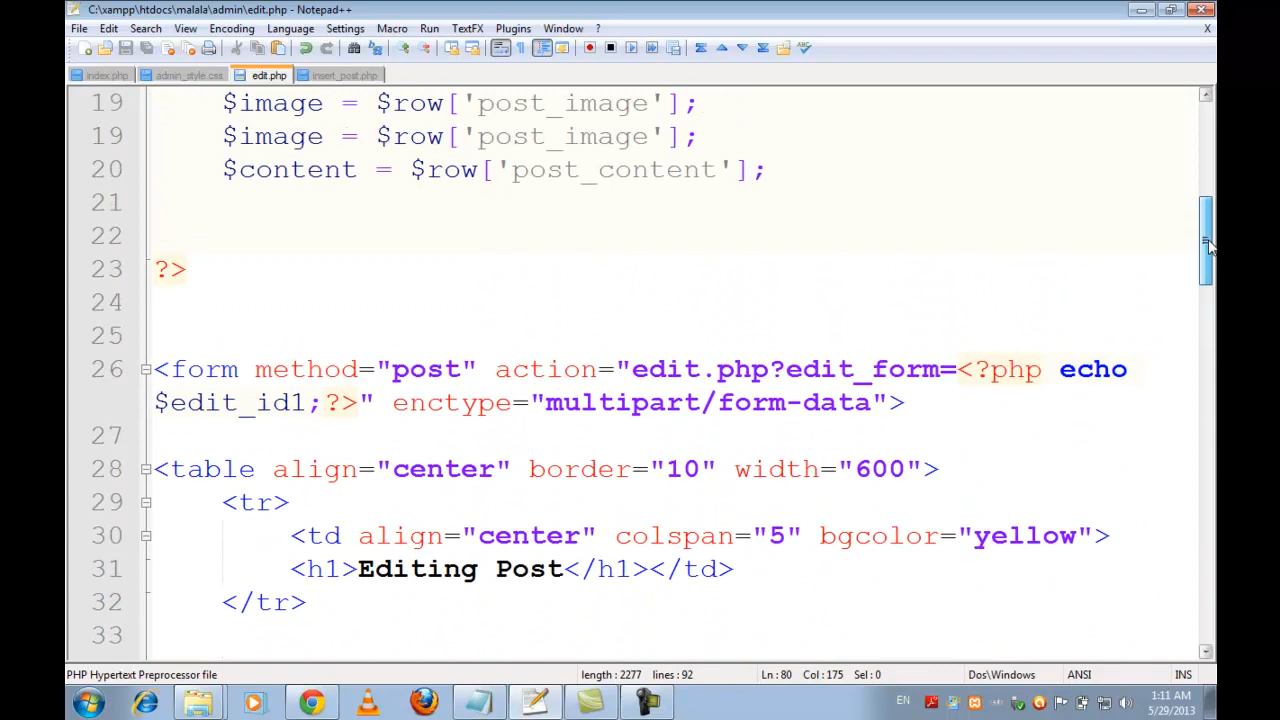 C:\xampp\htdocs\malala\admin\edit.php - Notepad++
File Edit Search View Encoding Language Settings Macro Run TextFX Plugins Window ? X
index.php admin_style.css edit.php insert_post.php
19 $image = $row['post_image'];
19 $image = $row['post_image'];
20 $content = $row['post_content'];
21
22
23 ?>
24
25
26 <form method="post" action="edit.php?edit_form=<?php echo
$edit_id1;?>" enctype="multipart/form-data">
27
28 <table align="center" border="10" width="600">
29 <tr>
30 <td align="center" colspan="5" bgcolor="yellow">
31 <h1>Editing Post</h1></td>
32 </tr>
33
PHP Hypertext Preprocessor file length : 2277 lines : 92 Ln : 80 Col : 175 Sel : 0 Dos\Windows ANSI INS
EN 1:11 AM
5/29/2013